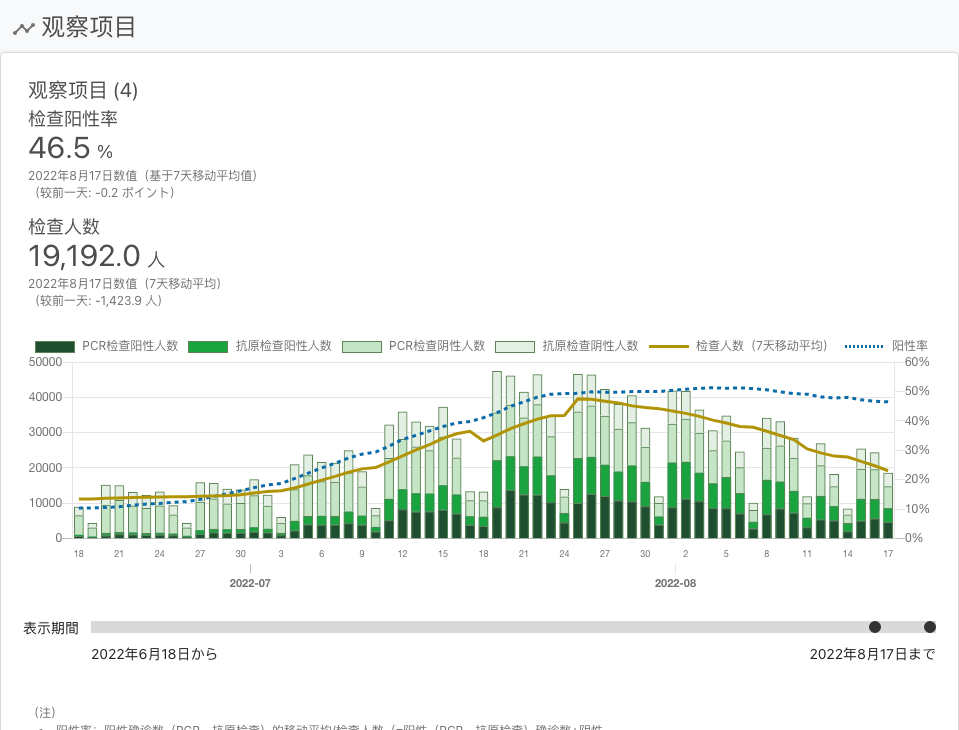 观察项目
观察项目 (4)
检查阳性率
46.5 %
2022年8月17日数值（基于7天移动平均值）
（较前一天: -0.2 ポイント）
检查人数
19,192.0 人
2022年8月17日数值（7天移动平均）
（较前一天: -1,423.9 人）
PCR检查阳性人数 抗原检查阳性人数 PCR检查阴性人数 抗原检查阴性人数 检查人数（7天移动平均） 阳性率
50000 60%
50%
40000
40%
30000
30%
20000
20%
10000
10%
0 0%
18 21 24 27 30 3 6 9 12 15 18 21 24 27 30 2 5 8 11 14 17
2022-07 2022-08
表示期間
2022年6月18日から 2022年8月17日まで
（注）